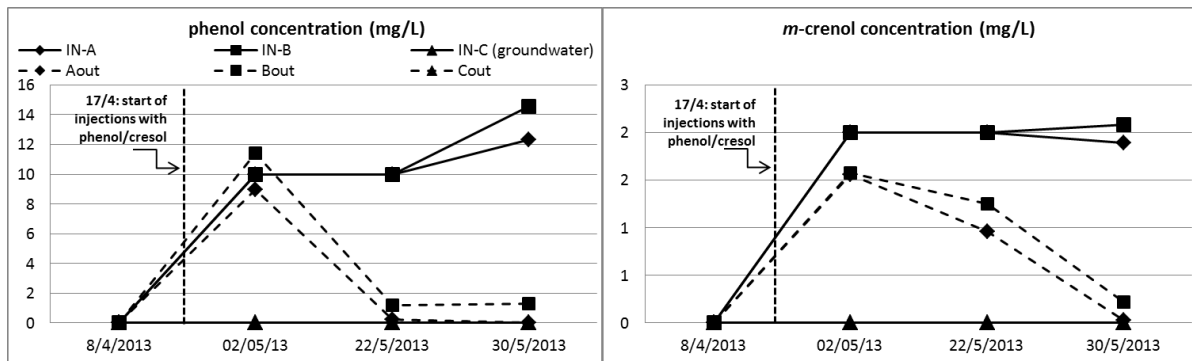 phenol concentration (mg/L)
IN-A IN-B IN-C (groundwater)
Aout Bout Cout
16
14
12
10
8
6
4
2
0
17/4: start of
injections with
phenol/cresol
8/4/2013 02/05/13 22/5/2013 30/5/2013
m-crenol concentration (mg/L)
3
2
2
1
1
0
17/4: start of
injections with
phenol/cresol
8/4/2013 02/05/13 22/5/2013 30/5/2013